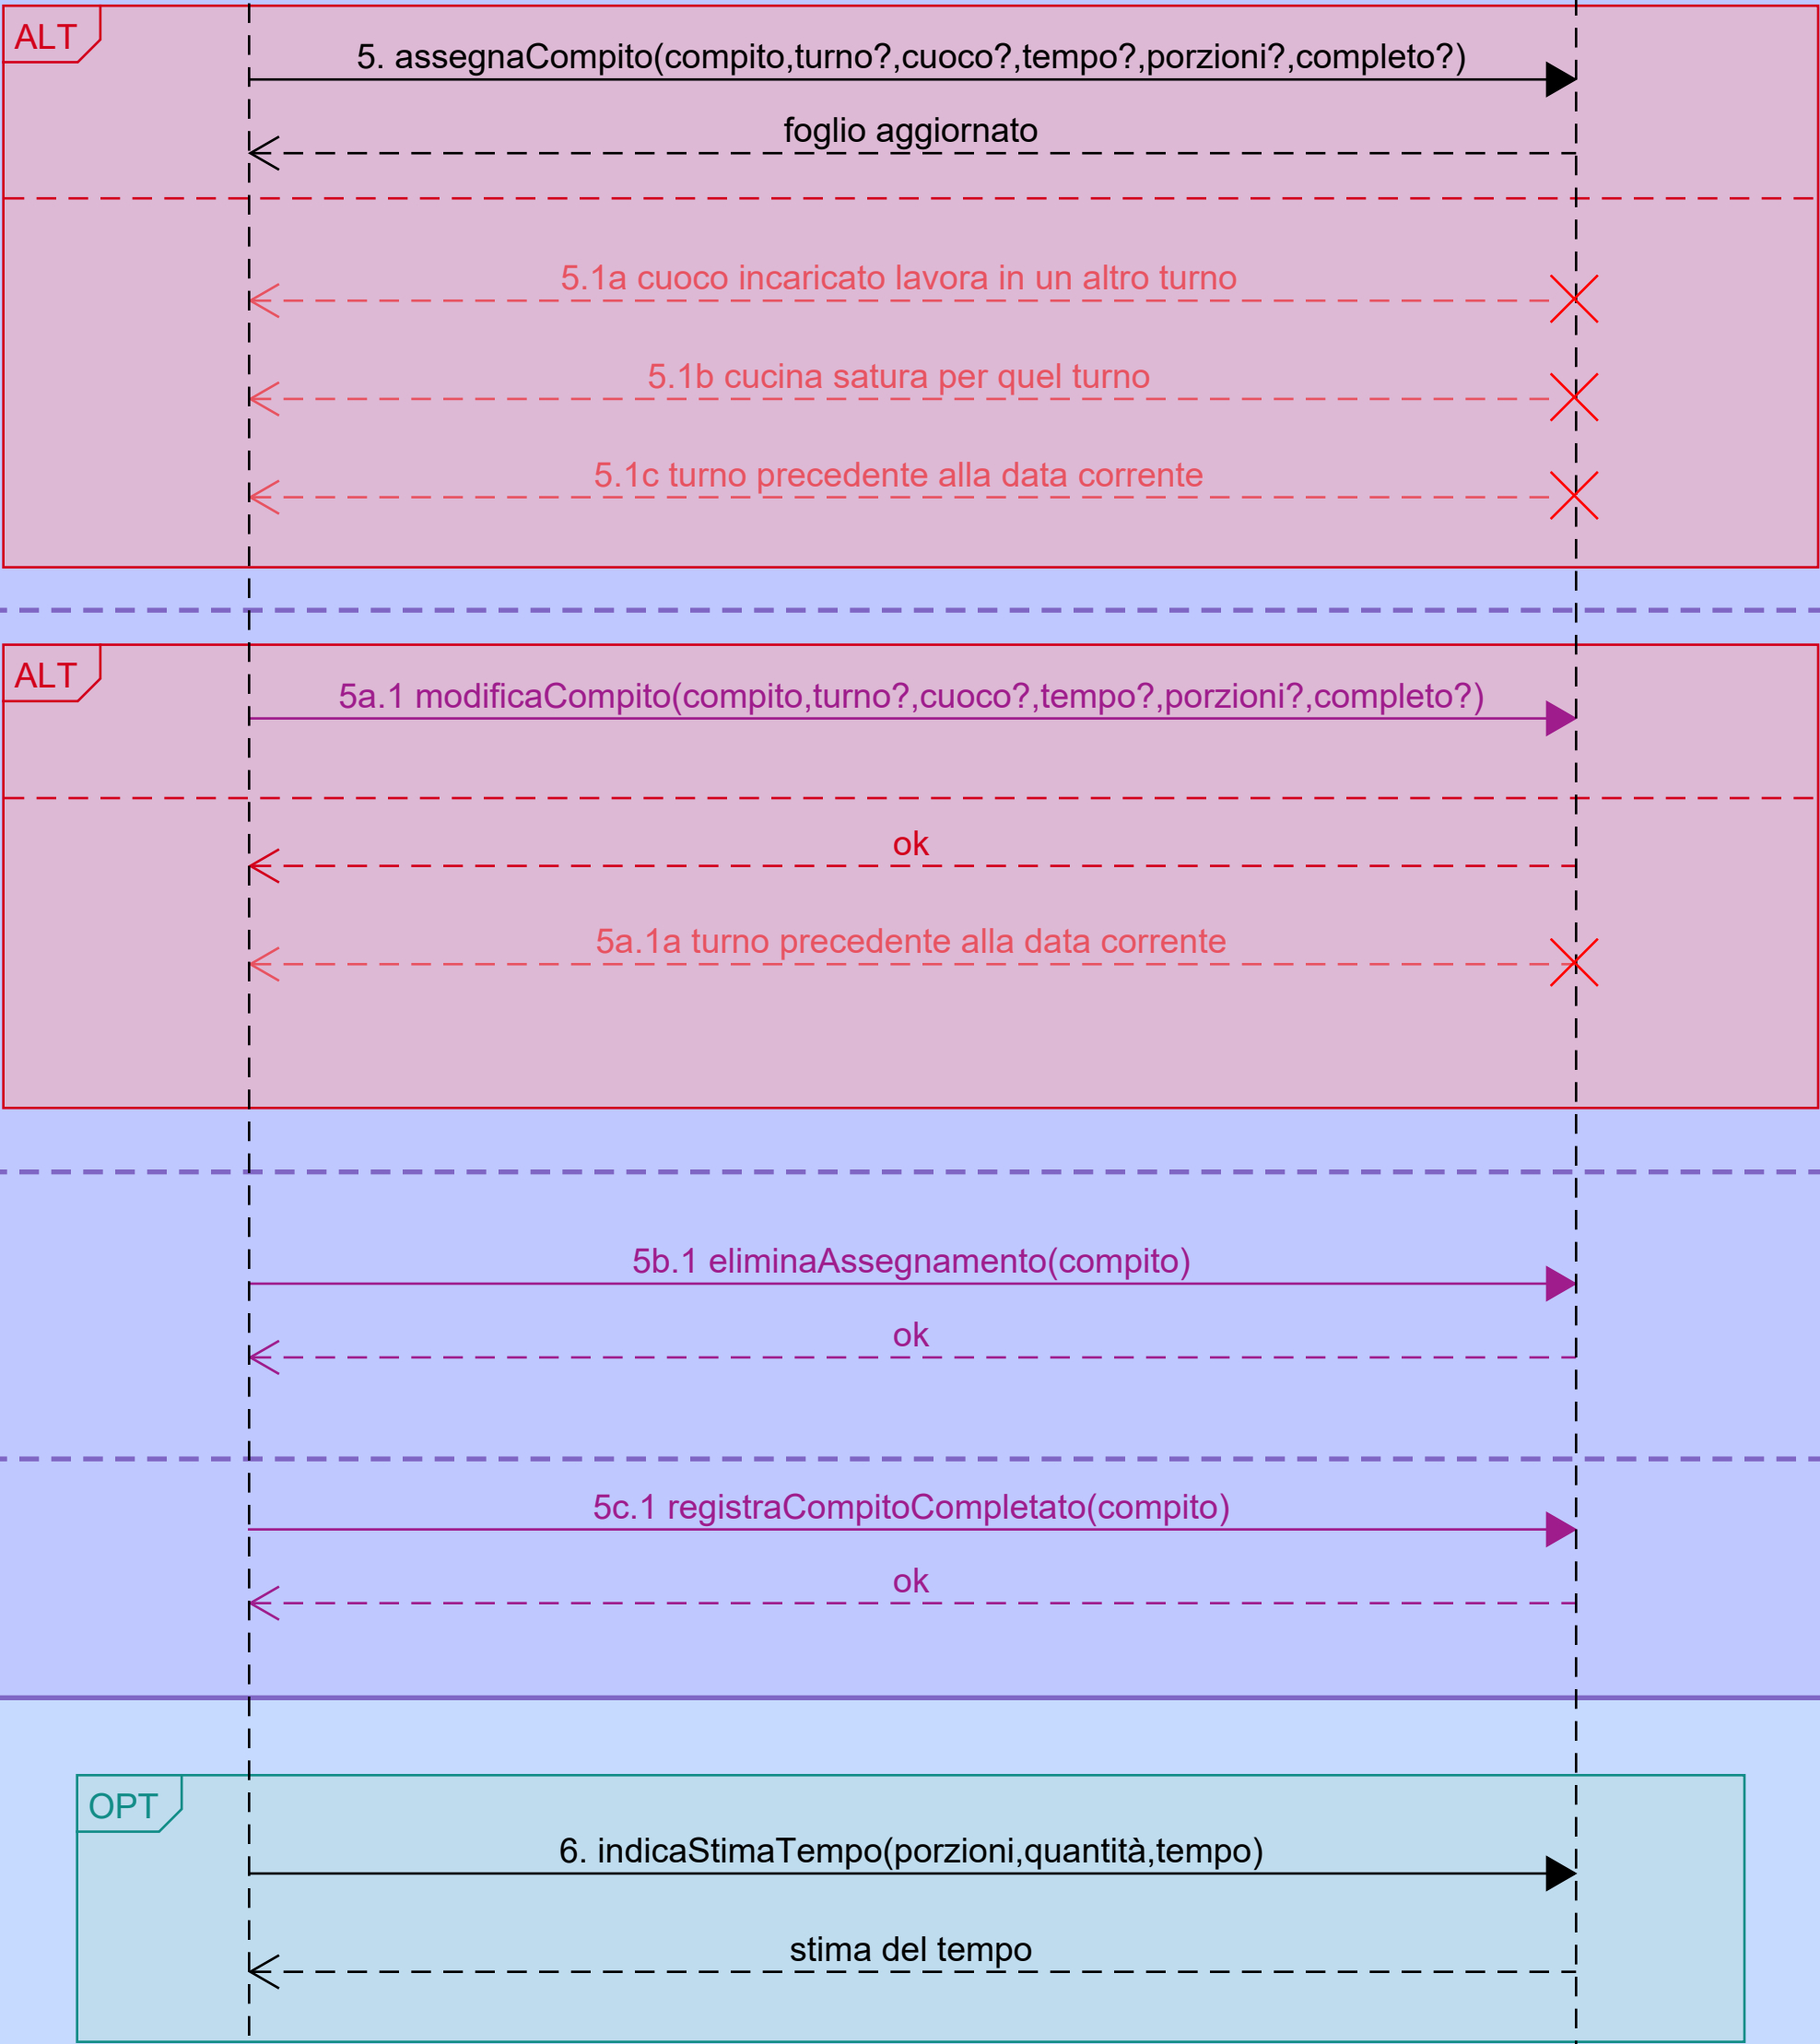 ALT
5. assegnaCompito(compito,turno?,cuoco?,tempo?,porzioni?,completo?)
foglio aggiornato
5.1a cuoco incaricato lavora in un altro turno
5.1b cucina satura per quel turno
5.1c turno precedente alla data corrente
ALT
5a.1 modificaCompito(compito,turno?,cuoco?,tempo?,porzioni?,completo?)
ok
5a.1a turno precedente alla data corrente
5b.1 eliminaAssegnamento(compito)
ok
5c.1 registraCompitoCompletato(compito)
ok
OPT
6. indicaStimaTempo(porzioni,quantità,tempo)
stima del tempo